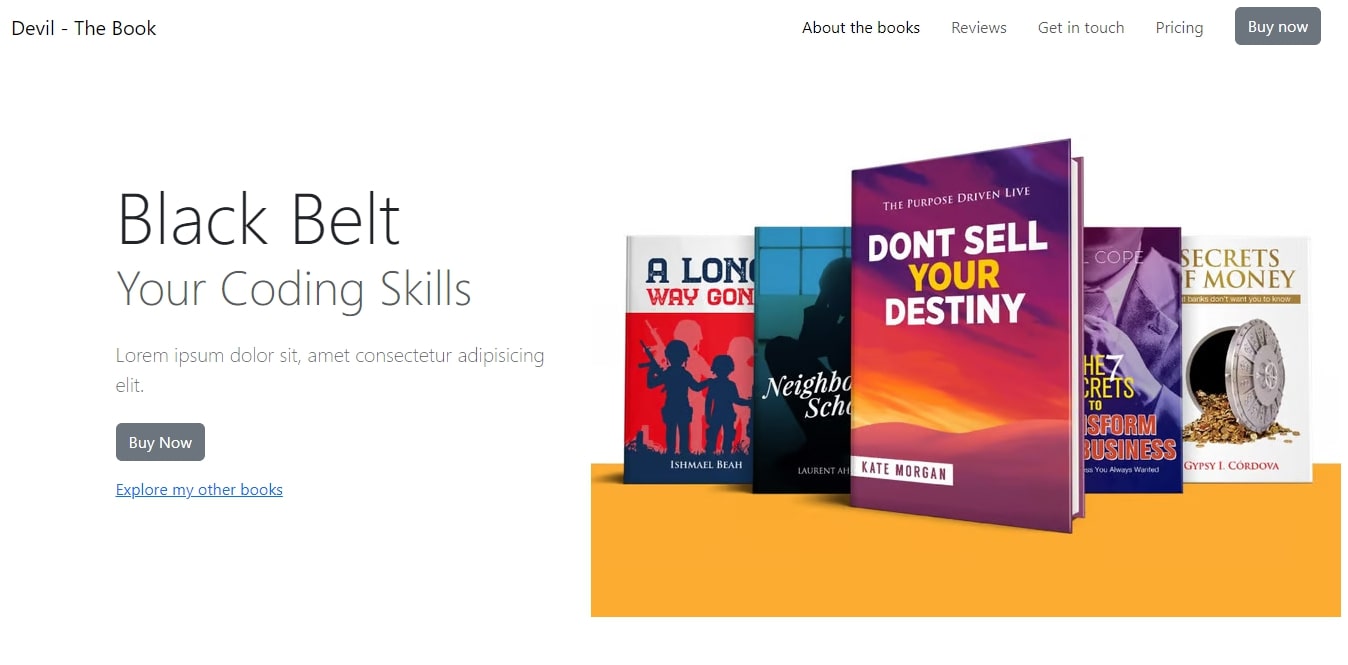 Devil - The Book
About the books
Reviews
Get in touch
Pricing
Buy now
Black Belt
Your Coding Skills
Lorem ipsum dolor sit, amet consectetur adipisicing
elit.
Buy Now
Explore my other books
A LONG
WAY GON
ISHMAEL BEAH
Neighbo
Scho
LAURENT AH
THE PURPOSE DRIVEN LIVE
DONT SELL
YOUR
DESTINY
KATE MORGAN
L COPE
HE 7
CRETS
TO
NSFORM
BUSINESS
ss You Always Wanted
SECRETS
F MONEY
t banks don't want you to know
GYPSY I. CÓRDOVA